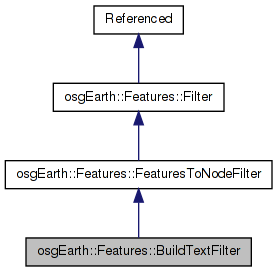 Referenced
osgEarth::Features::Filter
osgEarth::Features::FeaturesToNodeFilter
osgEarth::Features::BuildTextFilter